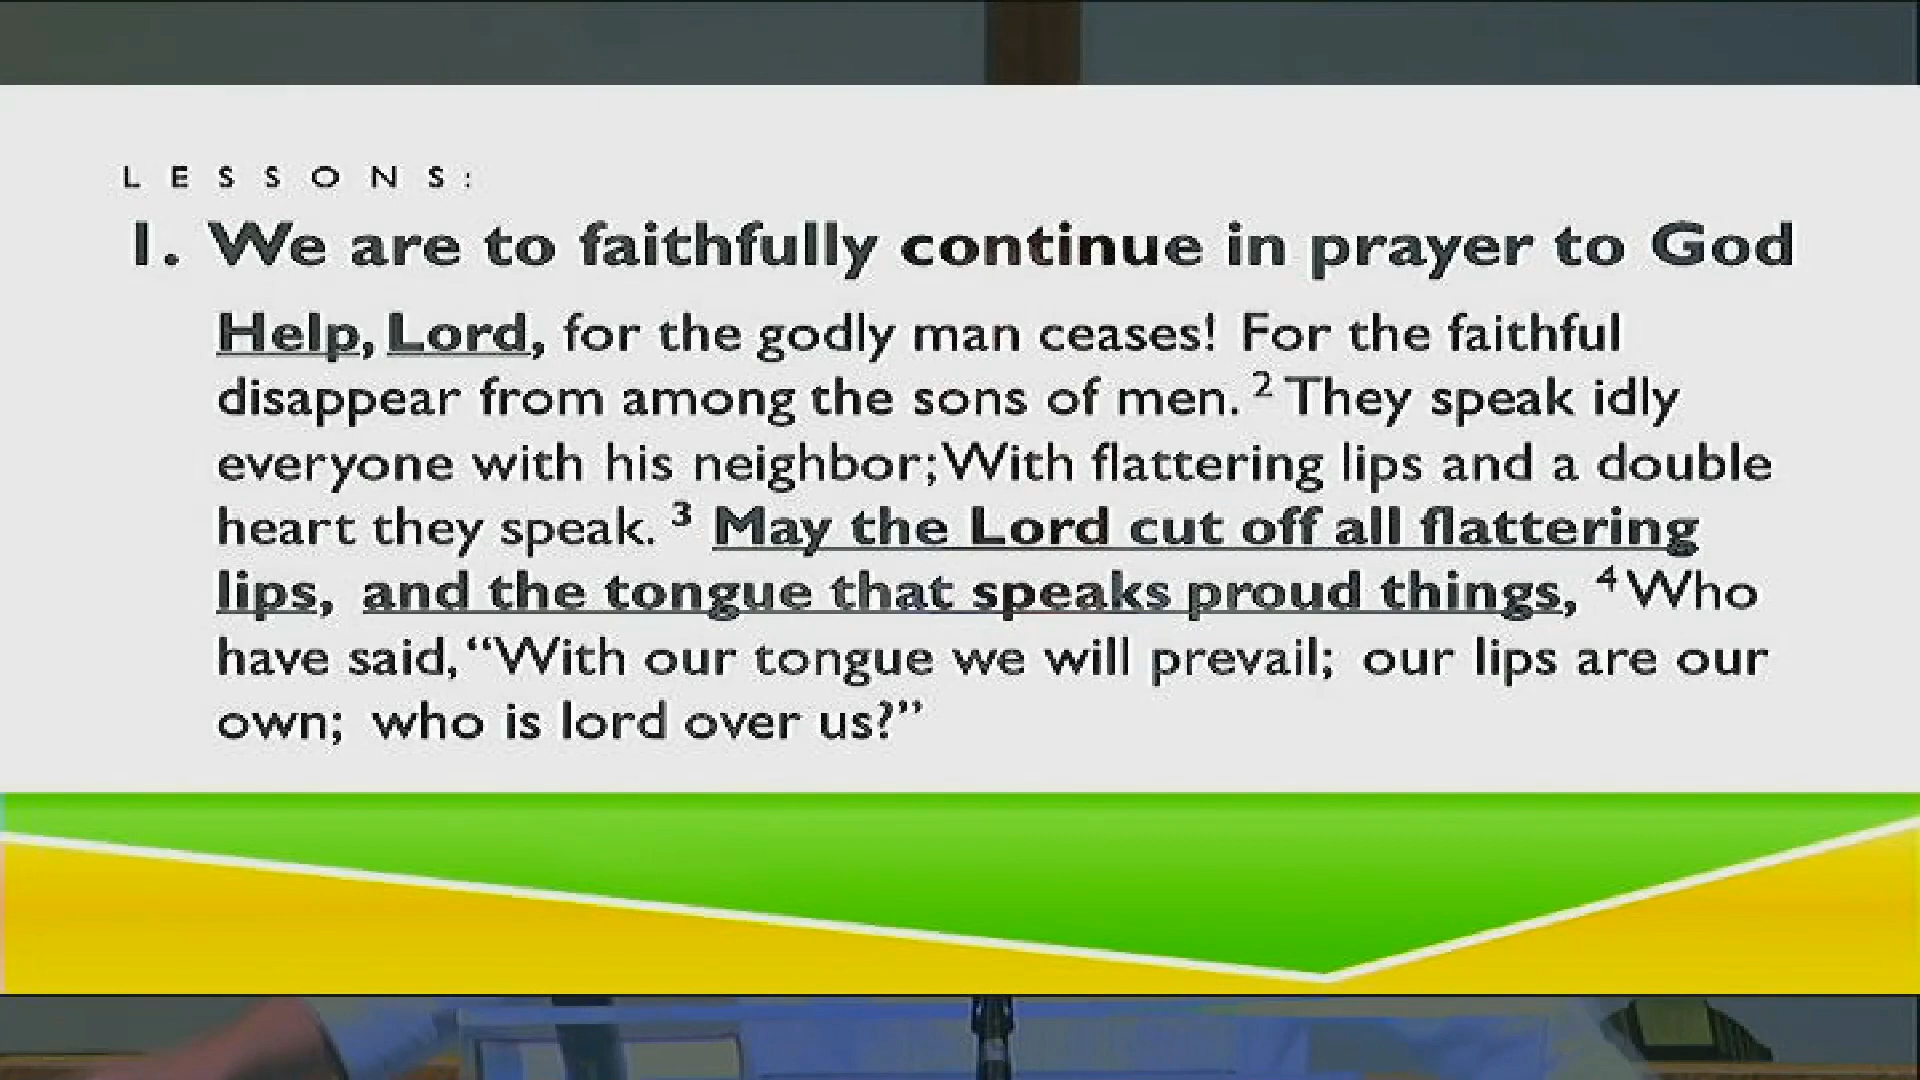 LESSONS:
1. We are to faithfully continue in prayer to God
Help, Lord, for the godly man ceases! For the faithful
disappear from among the sons of men. ² They speak idly
everyone with his neighbor; With flattering lips and a double
heart they speak. ³ May the Lord cut off all flattering
lips, and the tongue that speaks proud things, ⁴ Who
have said, “With our tongue we will prevail; our lips are our
own; who is lord over us?”